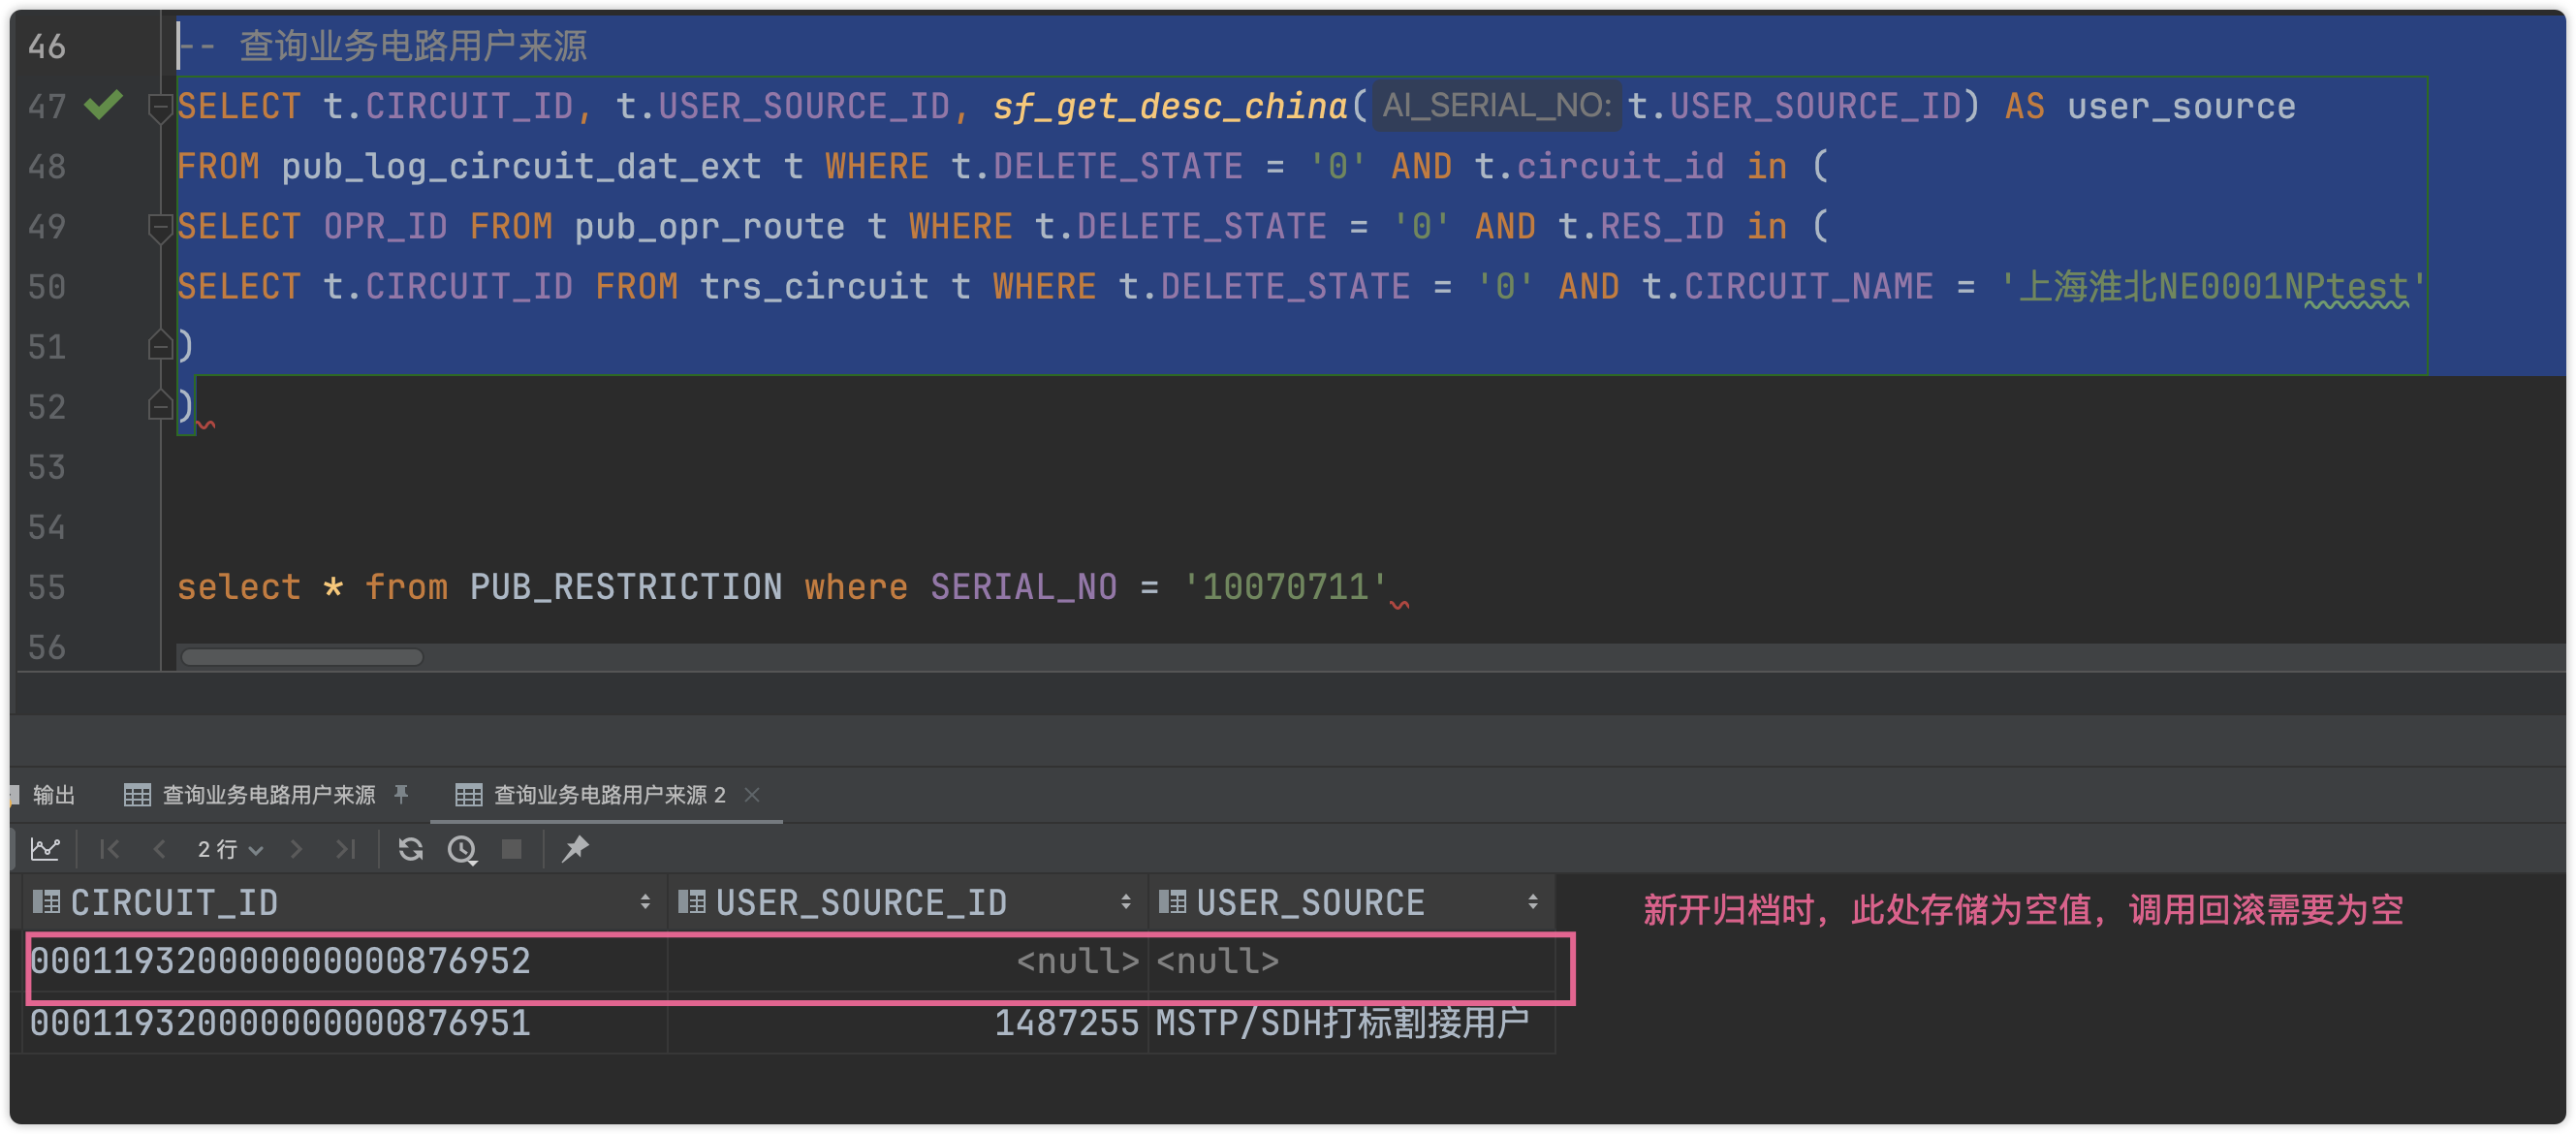 46 -- 查询业务电路用户来源
47 SELECT t.CIRCUIT_ID, t.USER_SOURCE_ID, sf_get_desc_china( AI_SERIAL_NO: t.USER_SOURCE_ID) AS user_source
48 FROM pub_log_circuit_dat_ext t WHERE t.DELETE_STATE = '0' AND t.circuit_id in (
49 SELECT OPR_ID FROM pub_opr_route t WHERE t.DELETE_STATE = '0' AND t.RES_ID in (
50 SELECT t.CIRCUIT_ID FROM trs_circuit t WHERE t.DELETE_STATE = '0' AND t.CIRCUIT_NAME = '上海淮北NE0001NPtest'
51 )
52 )
53
54
55 select * from PUB_RESTRICTION where SERIAL_NO = '10070711'
56
输出 查询业务电路用户来源 查询业务电路用户来源 2
2 行
CIRCUIT_ID USER_SOURCE_ID USER_SOURCE 新开归档时，此处存储为空值，调用回滚需要为空
000119320000000000876952 <null> <null>
000119320000000000876951 1487255 MSTP/SDH打标割接用户